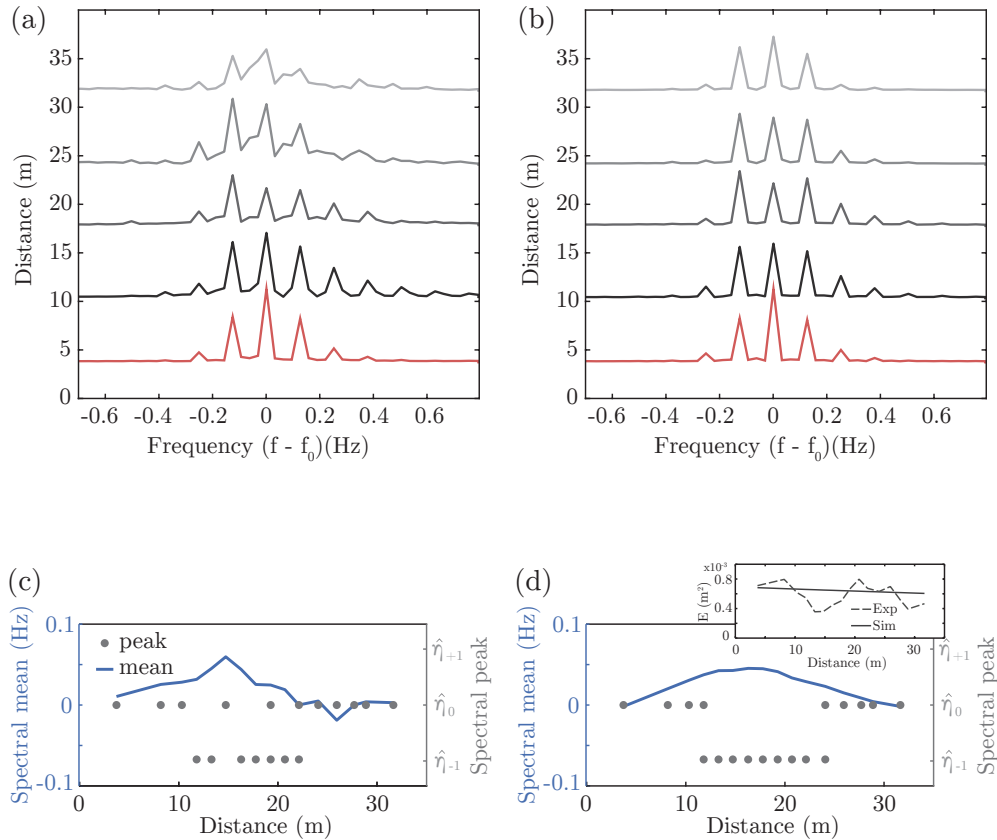 (a)
35
30
25
20
15
10
5
0
Distance (m)
-0.6 -0.4 -0.2 0 0.2 0.4 0.6
Frequency (f - f₀)(Hz)
(b)
35
30
25
20
15
10
5
0
Distance (m)
-0.6 -0.4 -0.2 0 0.2 0.4 0.6
Frequency (f - f₀)(Hz)
(c)
0.1
0
-0.1
Spectral mean (Hz)
peak
mean
η̂₊₁
η̂₀
η̂₋₁
Spectral peak
0 10 20 30
Distance (m)
(d)
x10⁻³
0.8
0.4
0
E (m²)
Exp
Sim
0 10 20 30
Distance (m)
0.1
0
-0.1
Spectral mean (Hz)
η̂₊₁
η̂₀
η̂₋₁
Spectral peak
0 10 20 30
Distance (m)